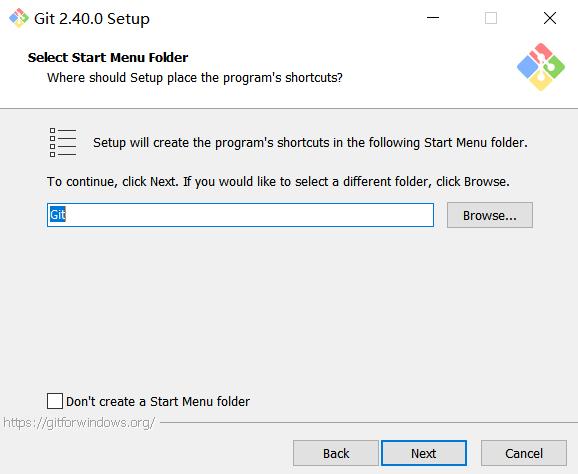 Git 2.40.0 Setup
Select Start Menu Folder
Where should Setup place the program's shortcuts?
Setup will create the program's shortcuts in the following Start Menu folder.
To continue, click Next. If you would like to select a different folder, click Browse.
Git
Browse...
Don't create a Start Menu folder
https://gitforwindows.org/
Back
Next
Cancel